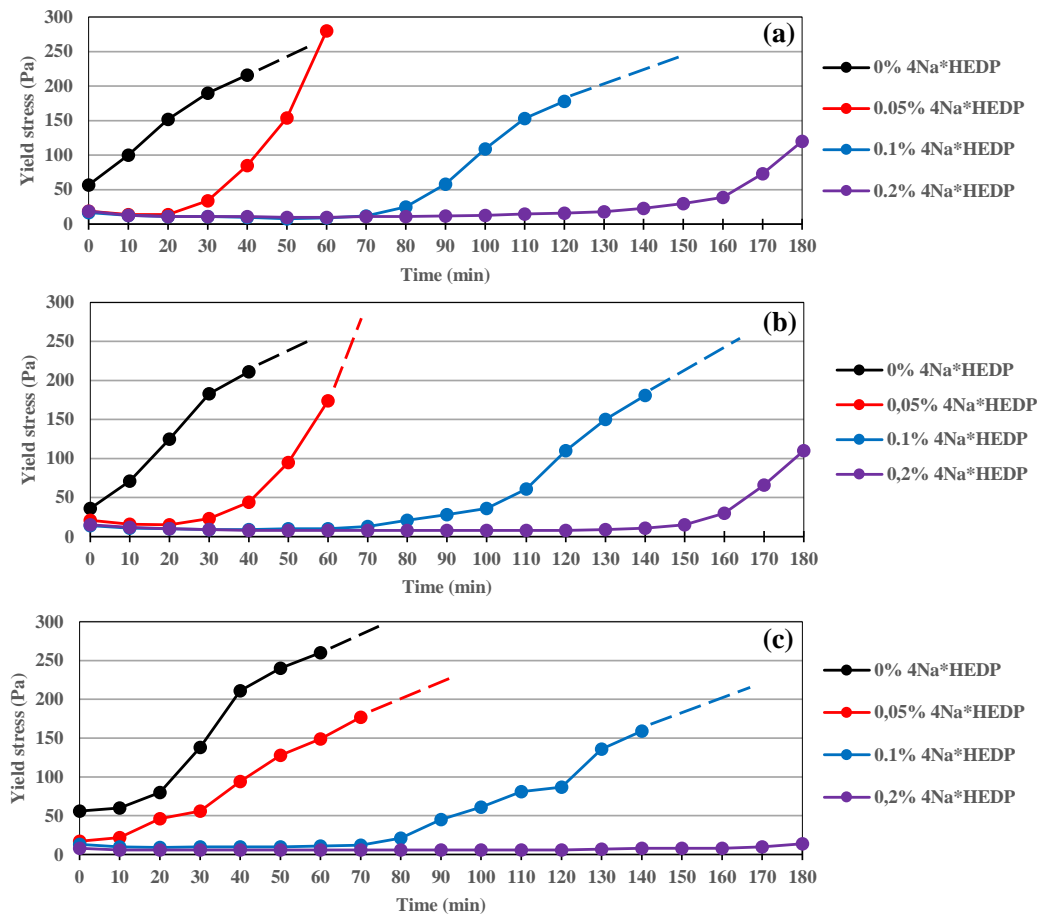 (a)
Yield stress (Pa)
300
250
200
150
100
50
0
0 10 20 30 40 50 60 70 80 90 100 110 120 130 140 150 160 170 180
Time (min)
0% 4Na*HEDP
0.05% 4Na*HEDP
0.1% 4Na*HEDP
0.2% 4Na*HEDP
(b)
Yield stress (Pa)
300
250
200
150
100
50
0
0 10 20 30 40 50 60 70 80 90 100 110 120 130 140 150 160 170 180
Time (min)
0% 4Na*HEDP
0,05% 4Na*HEDP
0.1% 4Na*HEDP
0,2% 4Na*HEDP
(c)
Yield stress (Pa)
300
250
200
150
100
50
0
0 10 20 30 40 50 60 70 80 90 100 110 120 130 140 150 160 170 180
Time (min)
0% 4Na*HEDP
0,05% 4Na*HEDP
0.1% 4Na*HEDP
0,2% 4Na*HEDP